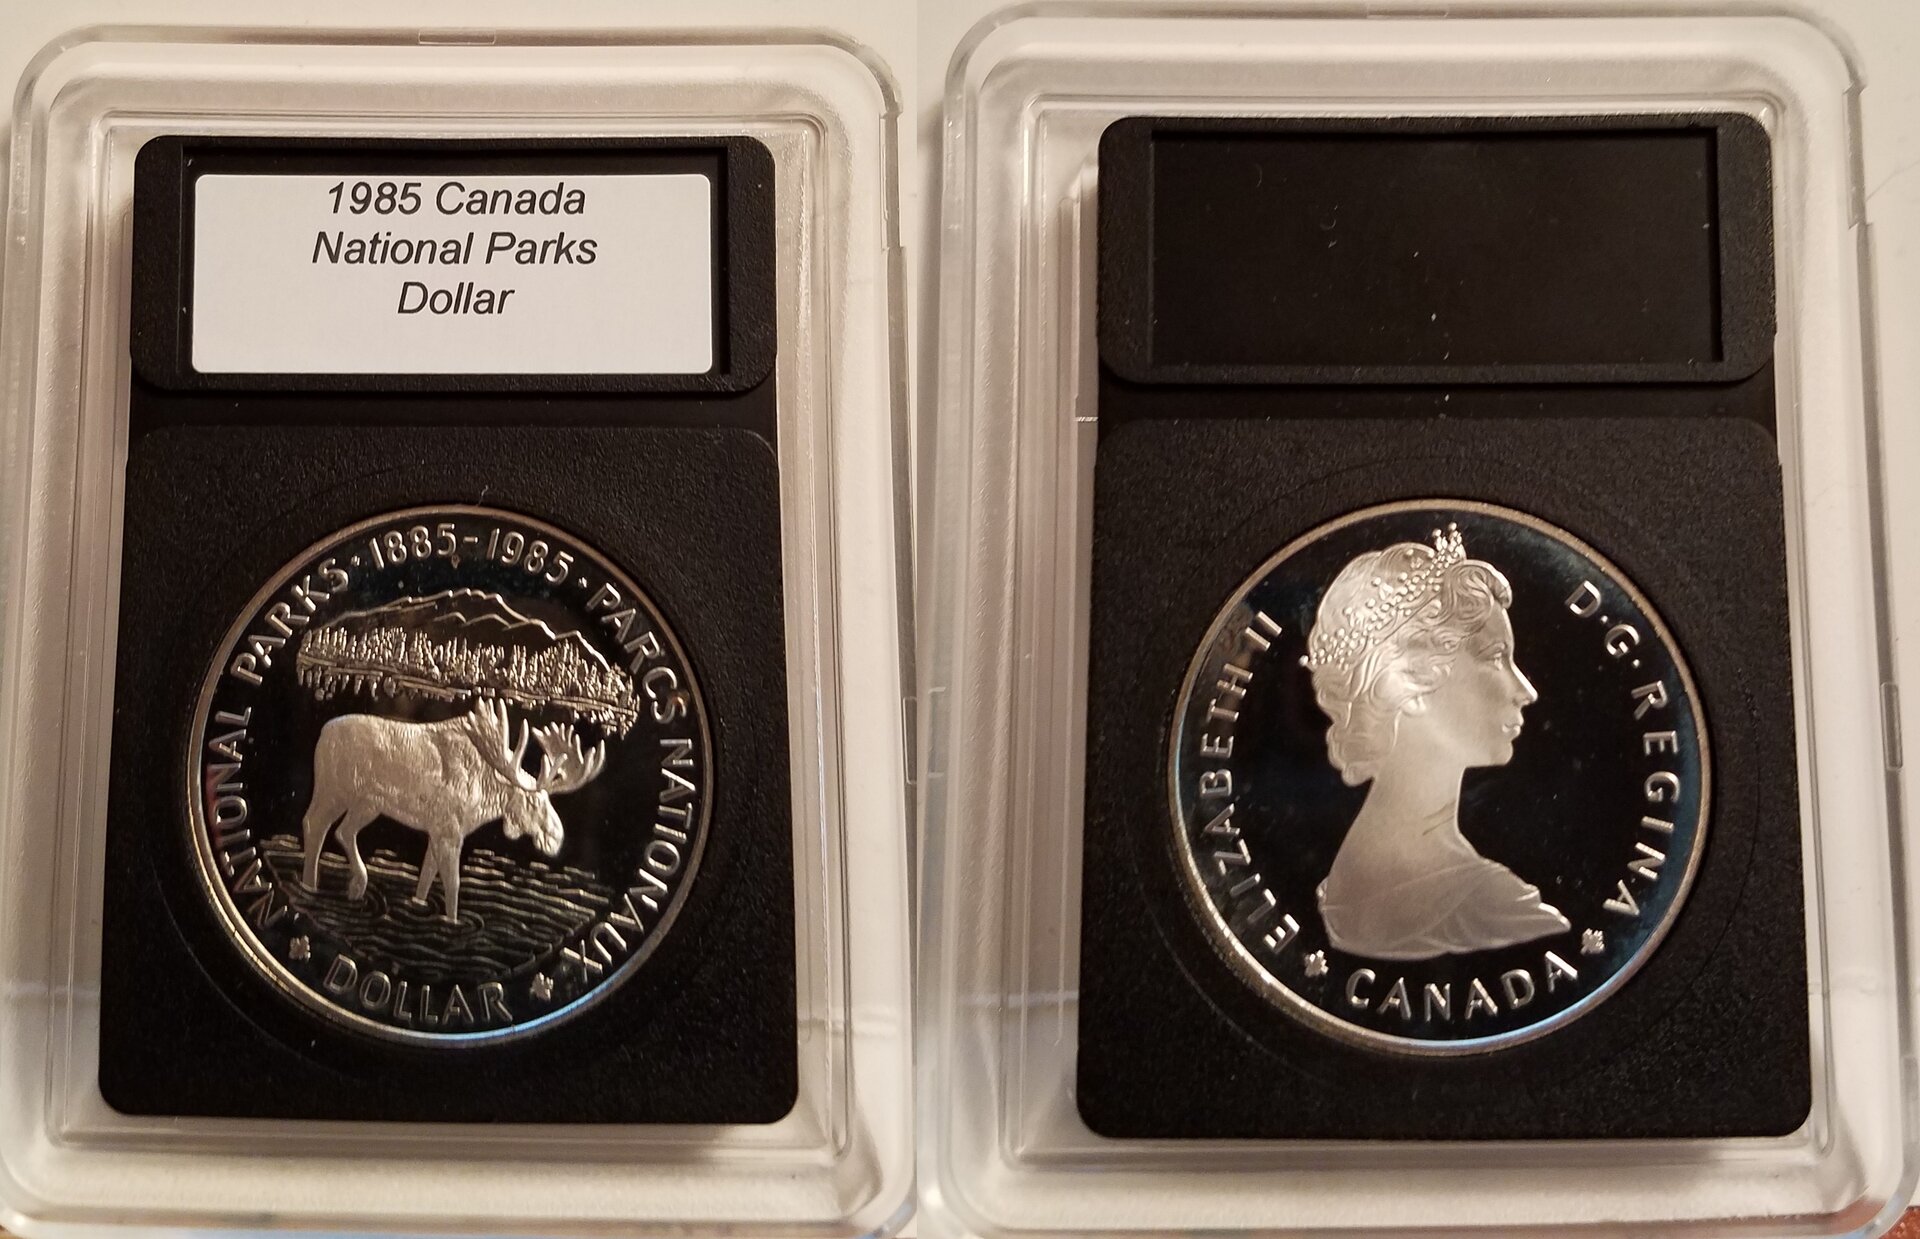 1985 Canada
National Parks
Dollar
NATIONAL PARKS · 1885-1985 · PARCS NATIONAUX
DOLLAR
ELIZABETH II D·G·REGINA
CANADA